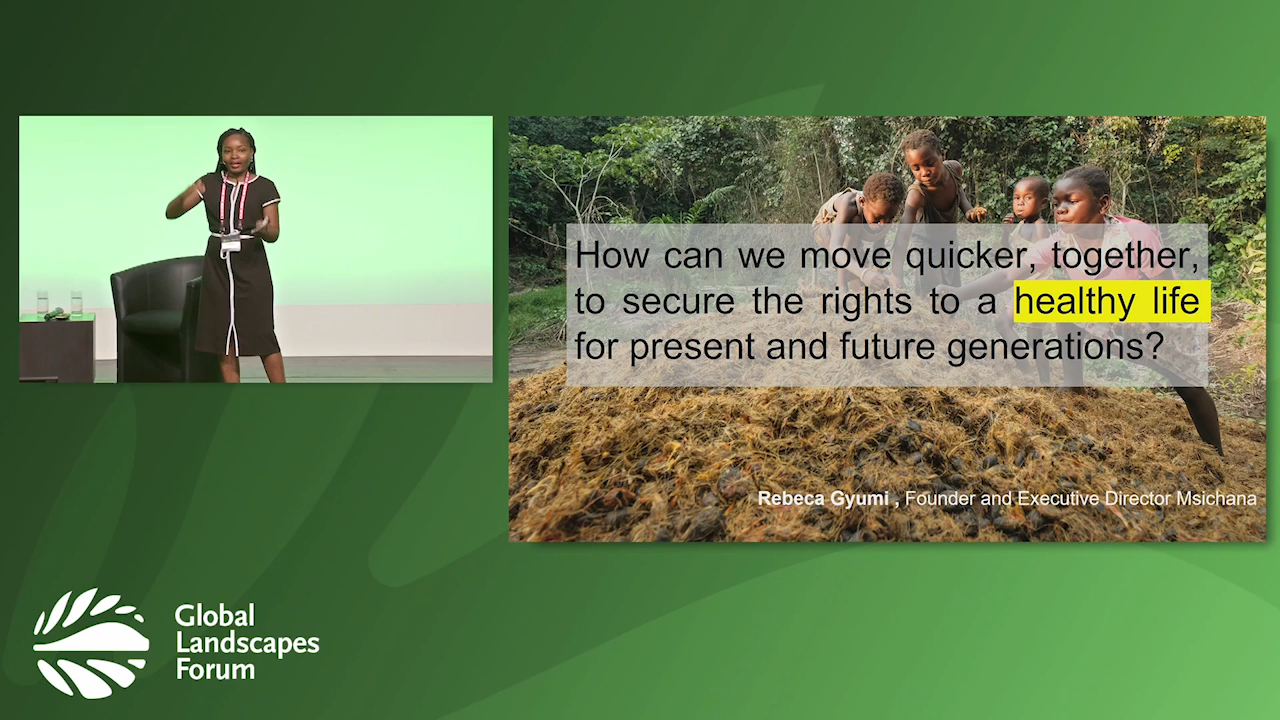 How can we move quicker, together,
to secure the rights to a healthy life
for present and future generations?
Rebeca Gyumi , Founder and Executive Director Msichana
Global
Landscapes
Forum